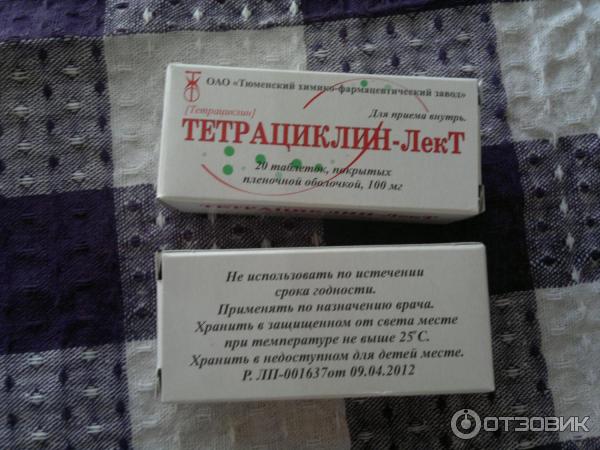 ОАО «Тюменский химико-фармацевтический завод»
[Тетрациклин]
Для приема внутрь.
ТЕТРАЦИКЛИН-ЛекТ
20 таблеток, покрытых
пленочной оболочкой, 100 мг
ТЕТРАЦИКЛИН-ЛекТ
Не использовать по истечении
срока годности.
Применять по назначению врача.
Хранить в защищенном от света месте
при температуре не выше 25°С.
Хранить в недоступном для детей месте.
Р. ЛП-001637от 09.04.2012
ОТЗОВИК